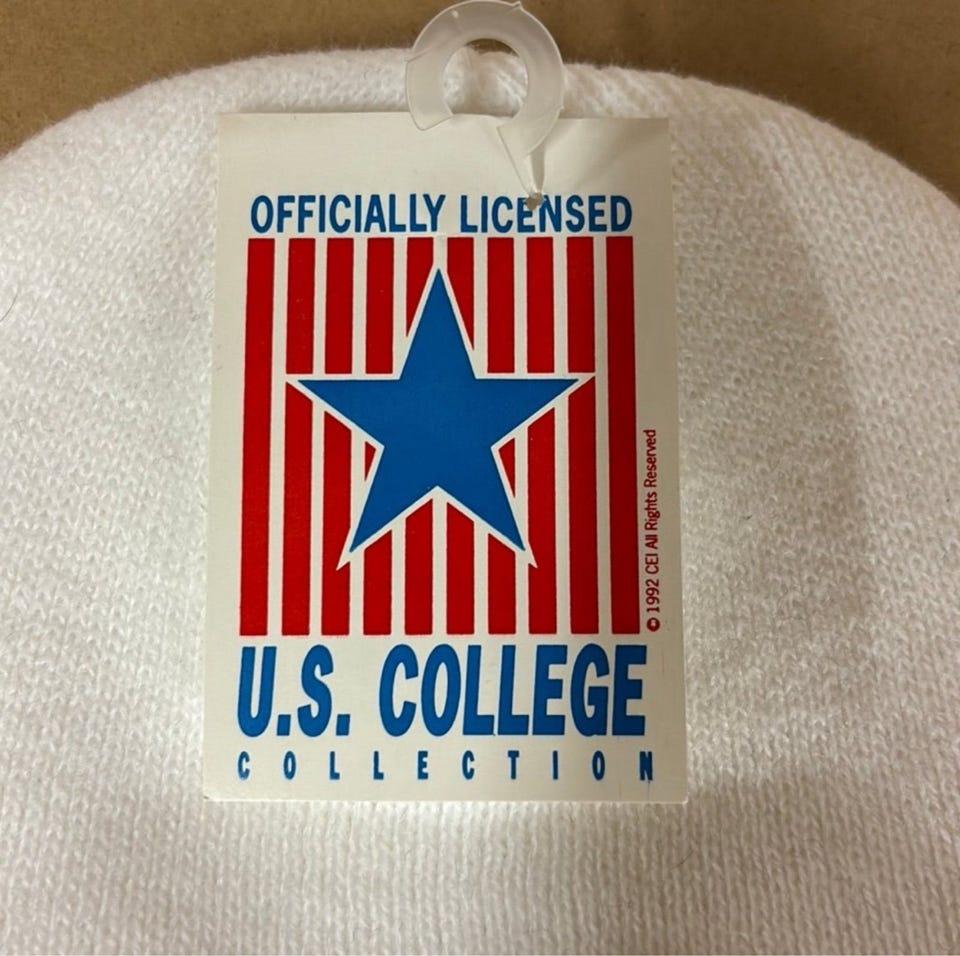 OFFICIALLY LICENSED
© 1992 CEI All Rights Reserved
U.S. COLLEGE
COLLECTION